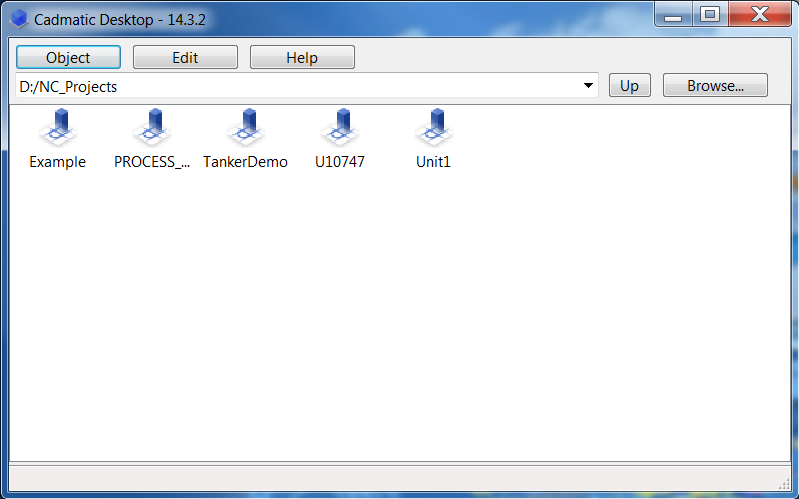 Cadmatic Desktop - 14.3.2
Object Edit Help
D:/NC_Projects Up Browse...
Example PROCESS_... TankerDemo U10747 Unit1